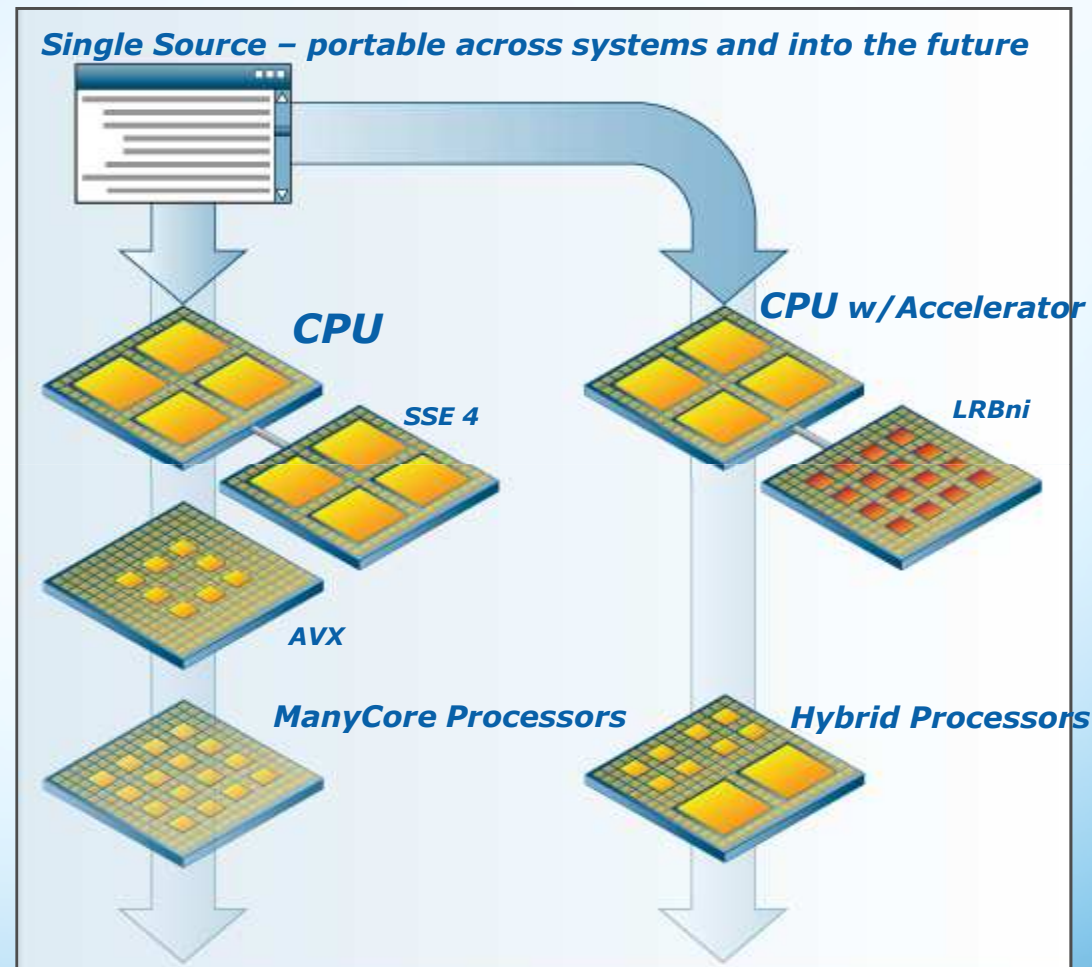 Single Source – portable across systems and into the future
CPU
CPU w/Accelerator
SSE 4
LRBni
AVX
ManyCore Processors
Hybrid Processors